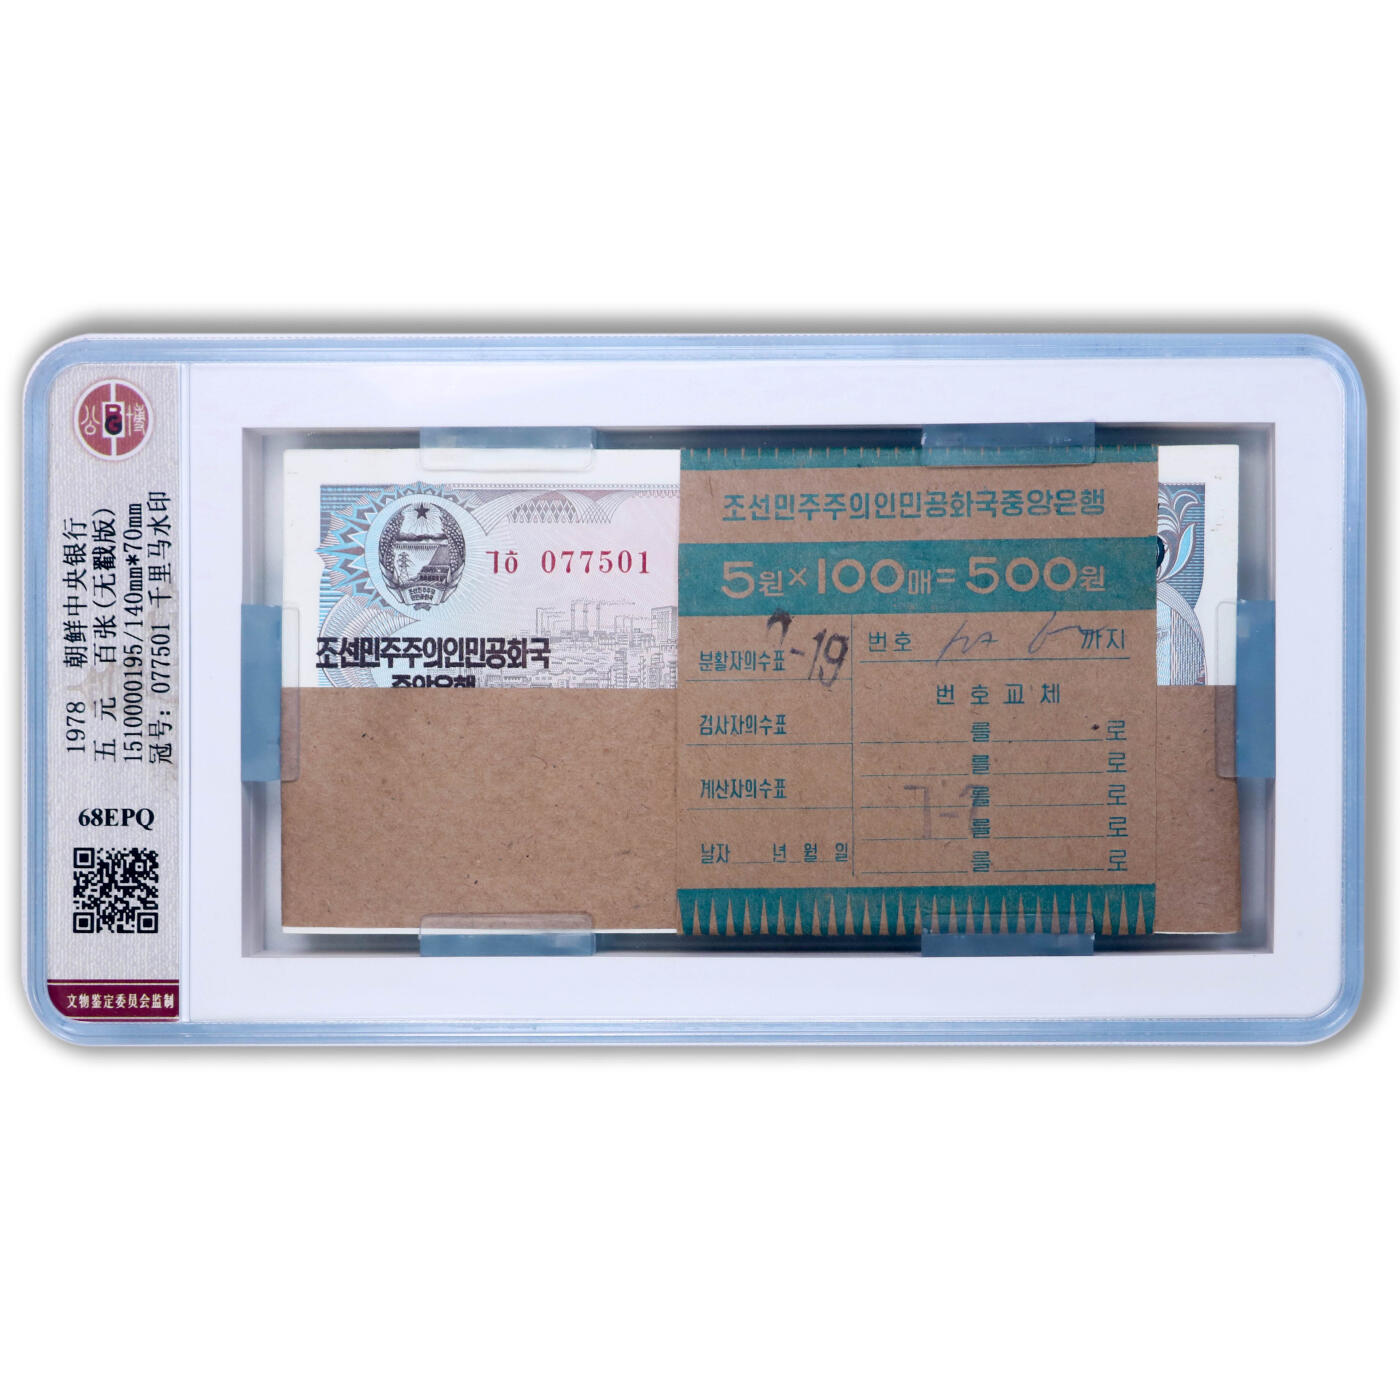 1978 朝鲜中央银行
五 元 百张(无戳版)
1510000195/140mm*70mm
冠号: 077501 千里马水印
68EPQ
文物鉴定委员会监制
077501
조선민주주의인민공화국
중앙은행
조선민주주의인민공화국중앙은행
5원×100매=500원
분활자의수표
-19
번호 까지
번호교체
검사자의수표
를 로
를 로
계산자의수표
를 로
를 로
날자 년 월 일
를 로